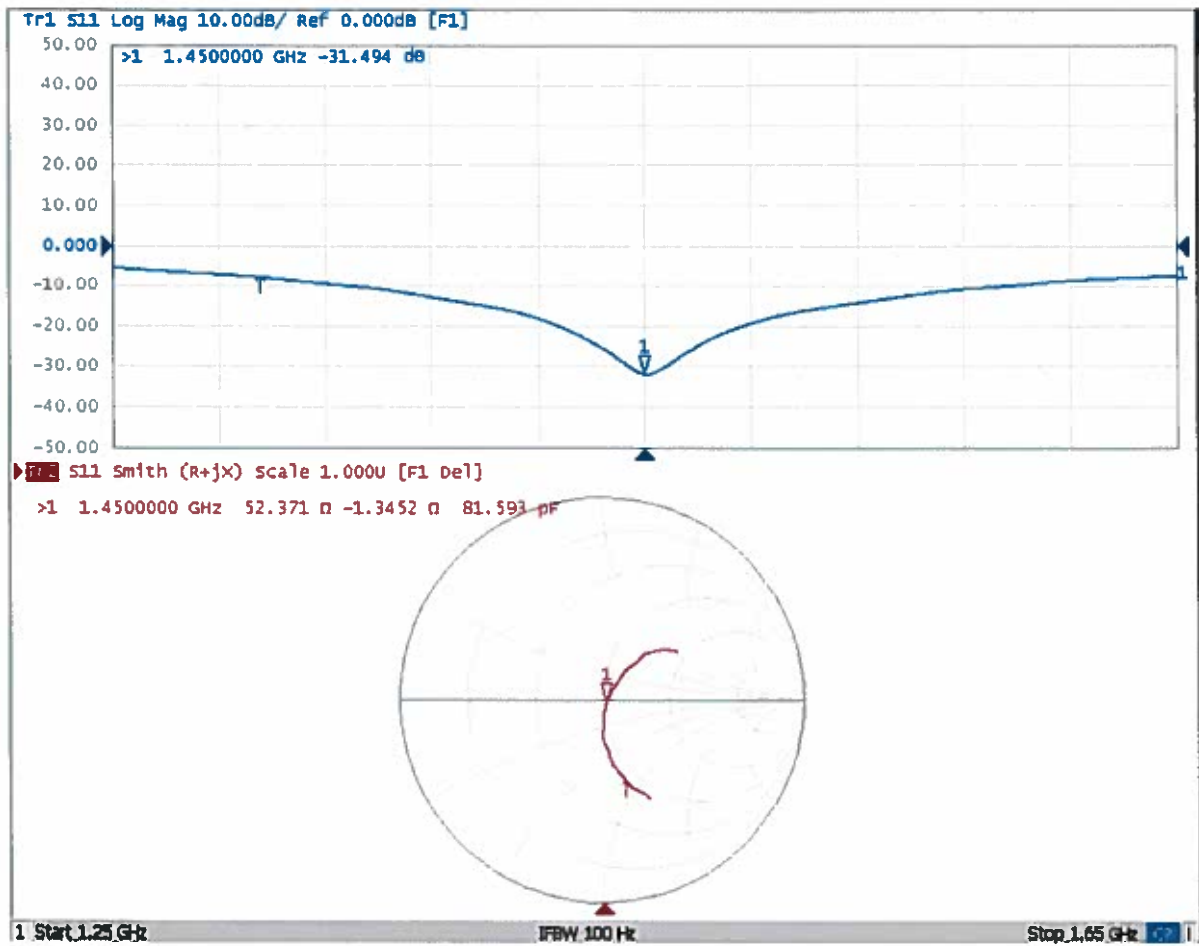 Tr1 S11 Log Mag 10.00dB/ Ref 0.000dB [F1]
50.00
>1 1.4500000 GHz -31.494 dB
40.00
30.00
20.00
10.00
0.000
-10.00
1
-20.00
1
-30.00
-40.00
-50.00
S11 Smith (R+jX) Scale 1.000U [F1 Del]
>1 1.4500000 GHz 52.371 Ω -1.3452 Ω 81.593 pF
1
1 Start 1.25 GHz IFBW 100 Hz Stop 1.65 GHz